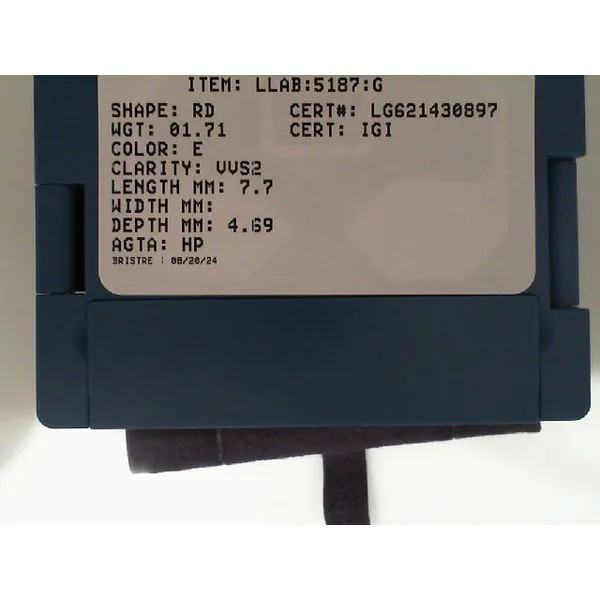 ITEM: LLAB:5187:G
SHAPE: RD CERT#: LG621430897
WGT: 01.71 CERT: IGI
COLOR: E
CLARITY: VVS2
LENGTH MM: 7.7
WIDTH MM:
DEPTH MM: 4.69
AGTA: HP
BRISTRE | 08/20/24